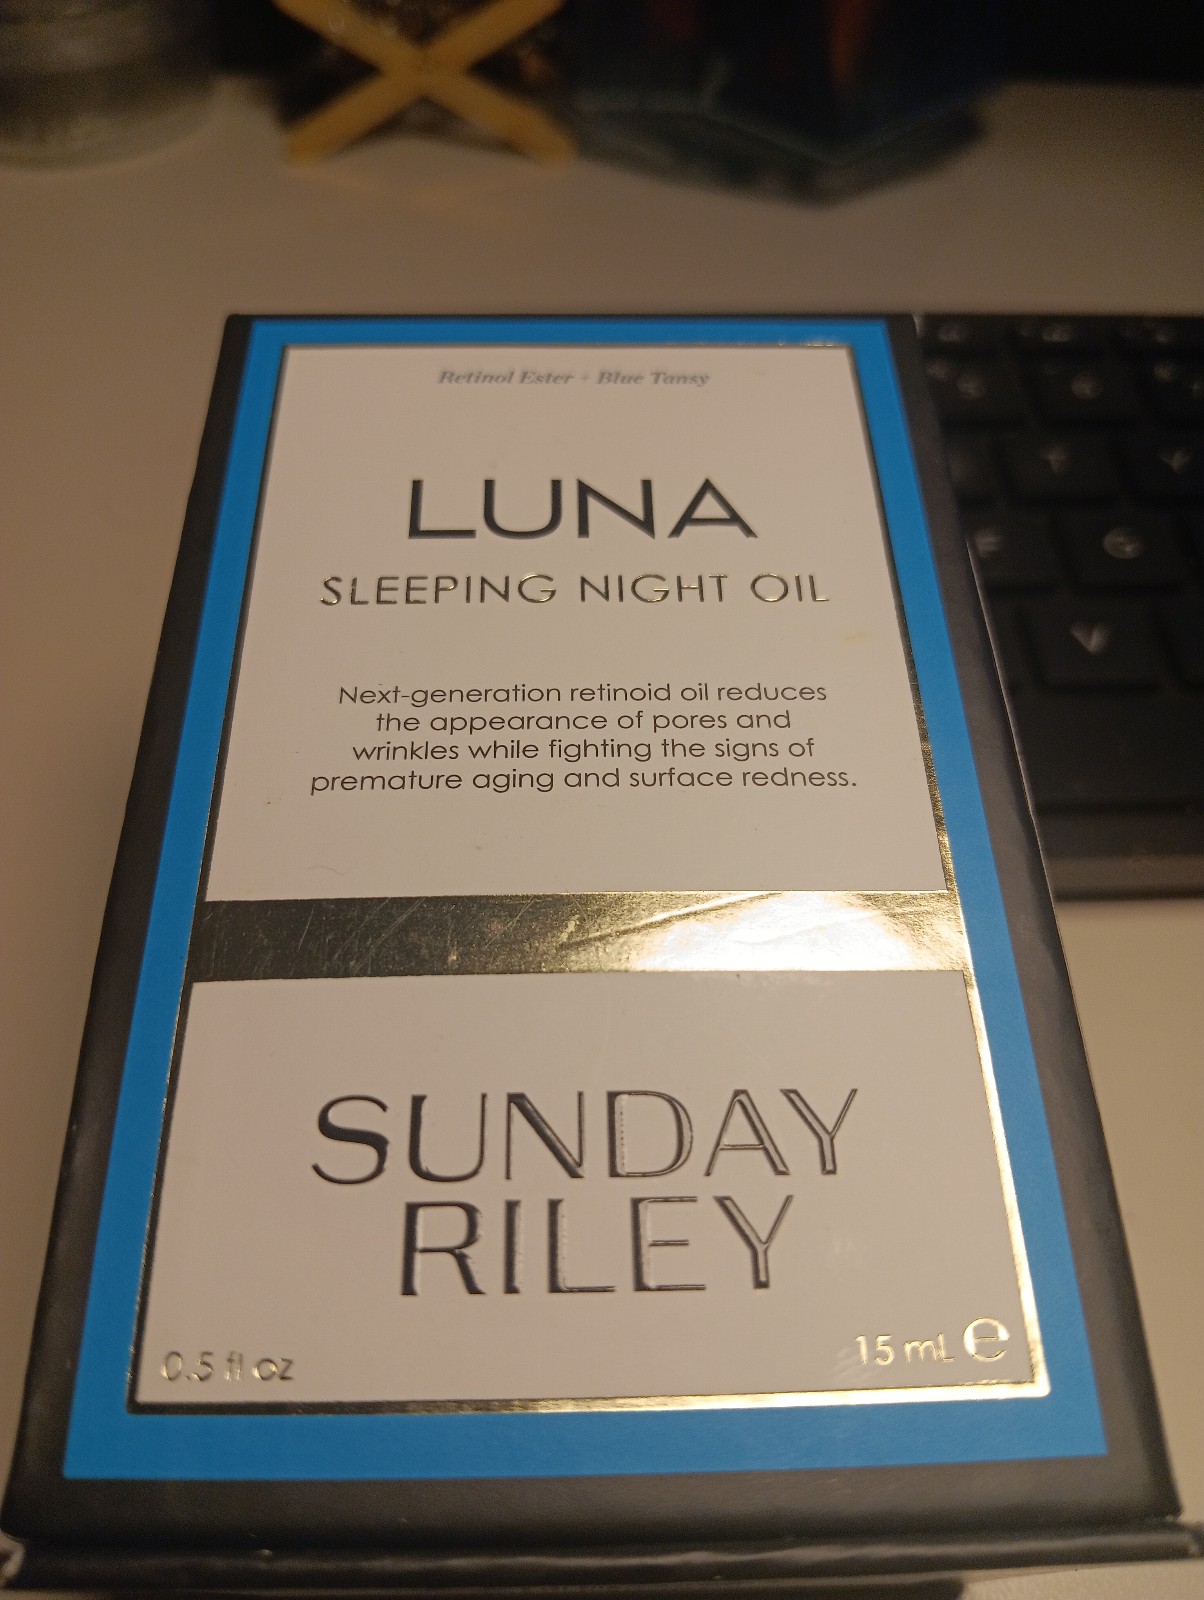 Retinol Ester + Blue Tansy
LUNA
SLEEPING NIGHT OIL
Next-generation retinoid oil reduces
the appearance of pores and
wrinkles while fighting the signs of
premature aging and surface redness.
SUNDAY
RILEY
0.5 fl oz
15 mL ℮
F G
V